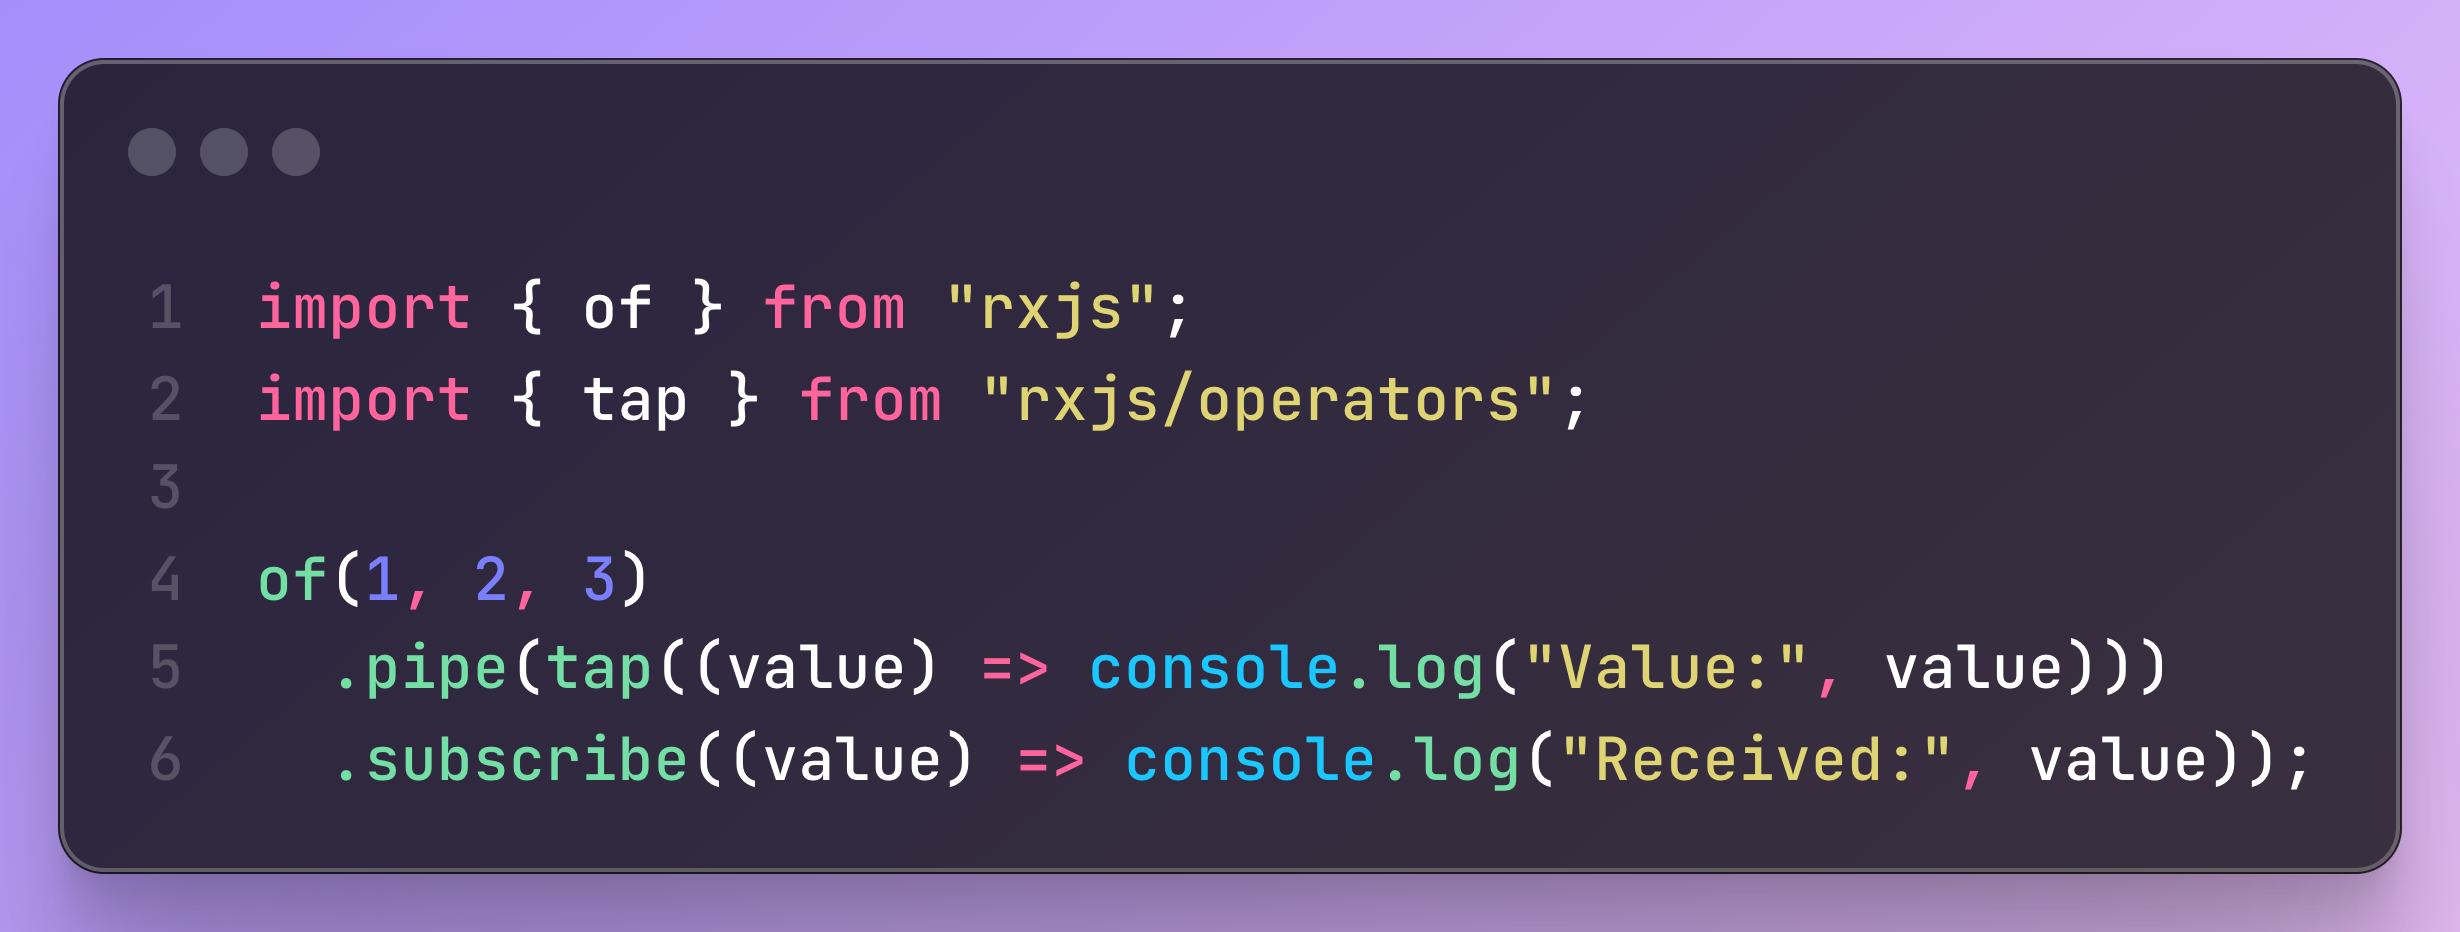 1 import { of } from "rxjs";
2 import { tap } from "rxjs/operators";
3
4 of(1, 2, 3)
5   .pipe(tap((value) => console.log("Value:", value)))
6   .subscribe((value) => console.log("Received:", value));